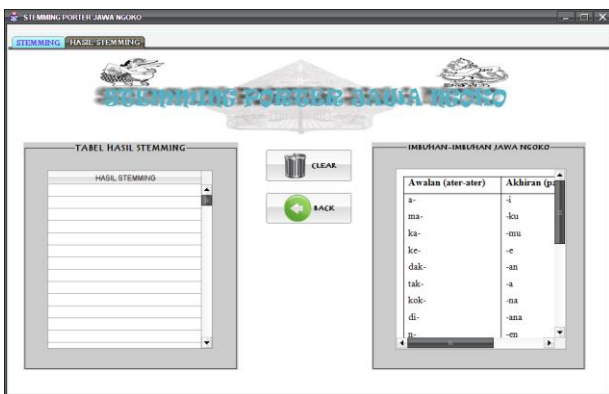 STEMMING PORTER JAWA NGOKO
STEMMING HASIL STEMMING
STEMMING PORTER JAWA NGOKO
TABEL HASIL STEMMING
HASIL STEMMING
CLEAR
BACK
IMBUHAN-IMBUHAN JAWA NGOKO
Awalan (ater-ater) Akhiran (pa
a- -i
ma- -ku
ka- -mu
ke- -e
dak- -an
tak- -a
kok- -na
di- -ana
n- -en